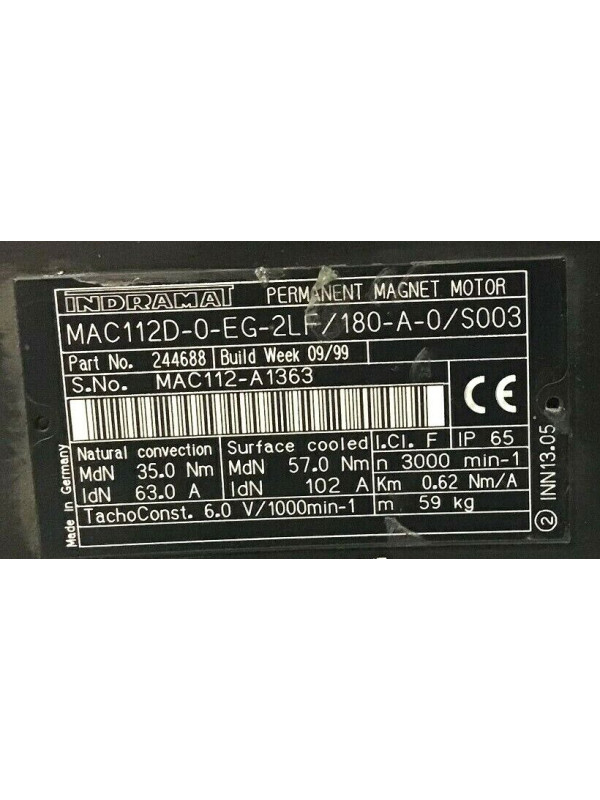 INDRAMAT PERMANENT MAGNET MOTOR
MAC112D-0-EG-2LF/180-A-0/S003
Part No. 244688 Build Week 09/99
S.No. MAC112-A1363
CE
Natural convection
MdN 35.0 Nm
IdN 63.0 A
Surface cooled
MdN 57.0 Nm
IdN 102 A
I.Cl. F IP 65
n 3000 min-1
Km 0.62 Nm/A
TachoConst. 6.0 V/1000min-1 m 59 kg
Made in Germany
2 INN13.05